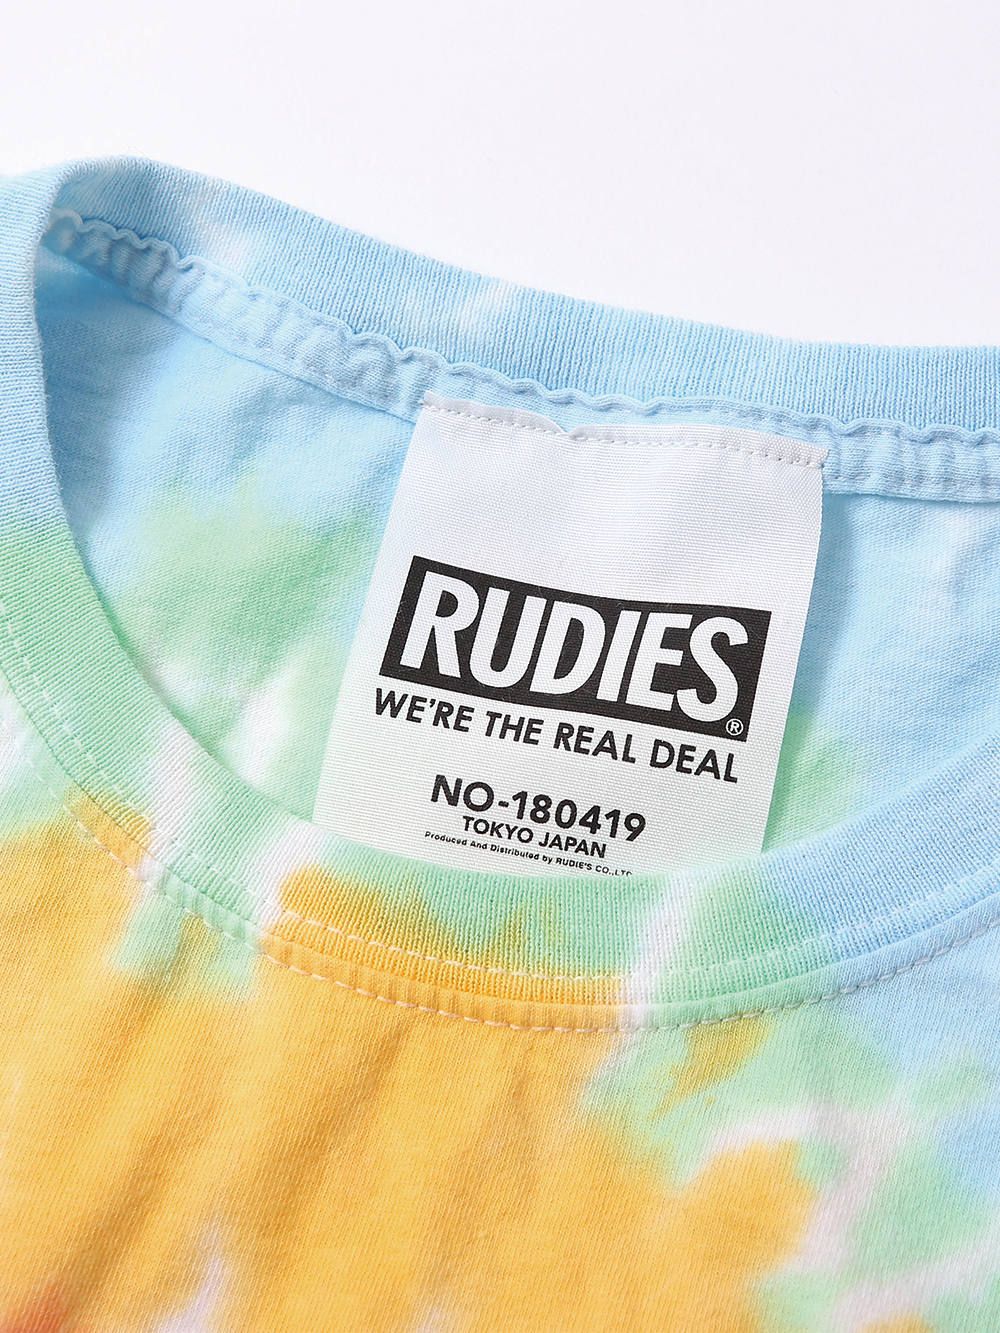 RUDIES®
WE'RE THE REAL DEAL
NO-180419
TOKYO JAPAN
Produced And Distributed by RUDIE'S CO.,LTD